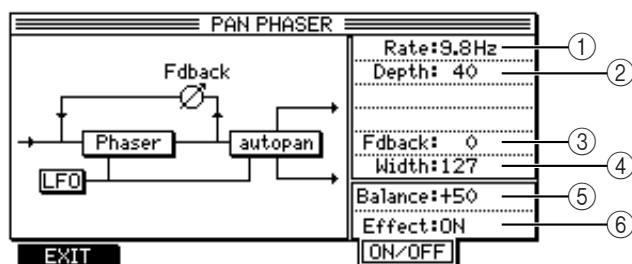 PAN PHASER
Rate:9.8Hz ①
Depth: 40 ②
Fdback
Phaser
autopan
LFO
Fdback: 0 ③
Width:127 ④
Balance:+50 ⑤
Effect:ON ⑥
EXIT
ON/OFF